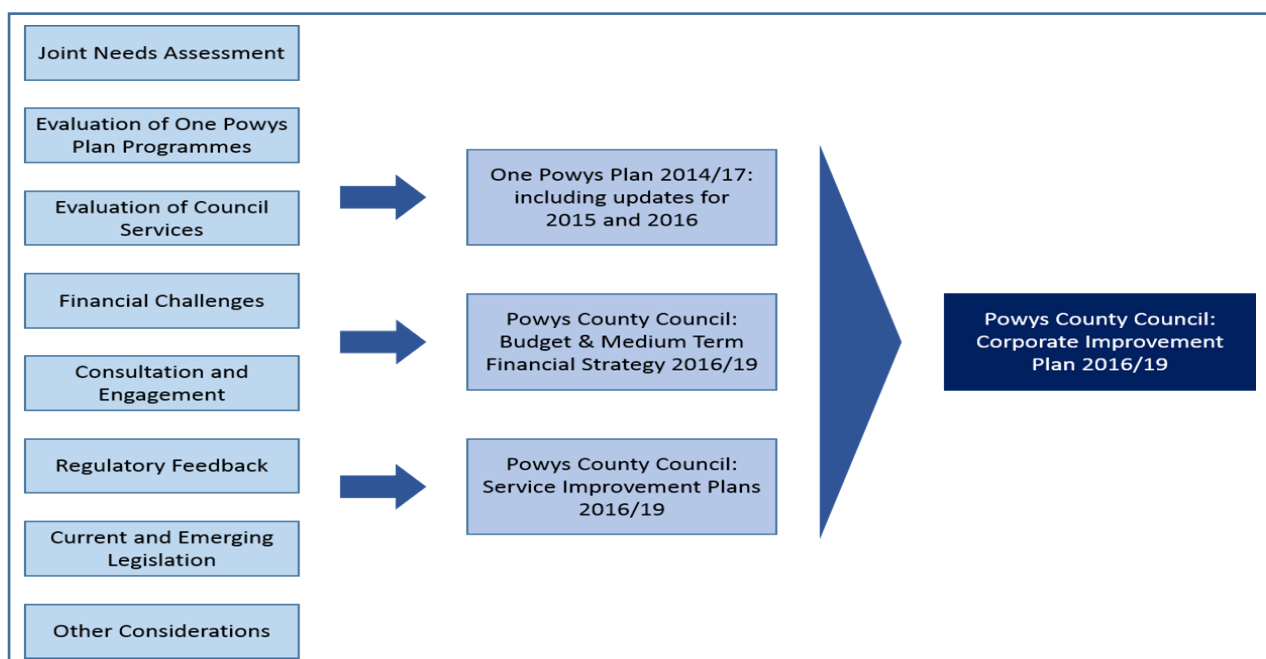 Joint Needs Assessment
Evaluation of One Powys
Plan Programmes
Evaluation of Council
Services
Financial Challenges
Consultation and
Engagement
Regulatory Feedback
Current and Emerging
Legislation
Other Considerations
One Powys Plan 2014/17:
including updates for
2015 and 2016
Powys County Council:
Budget & Medium Term
Financial Strategy 2016/19
Powys County Council:
Service Improvement Plans
2016/19
Powys County Council:
Corporate Improvement
Plan 2016/19